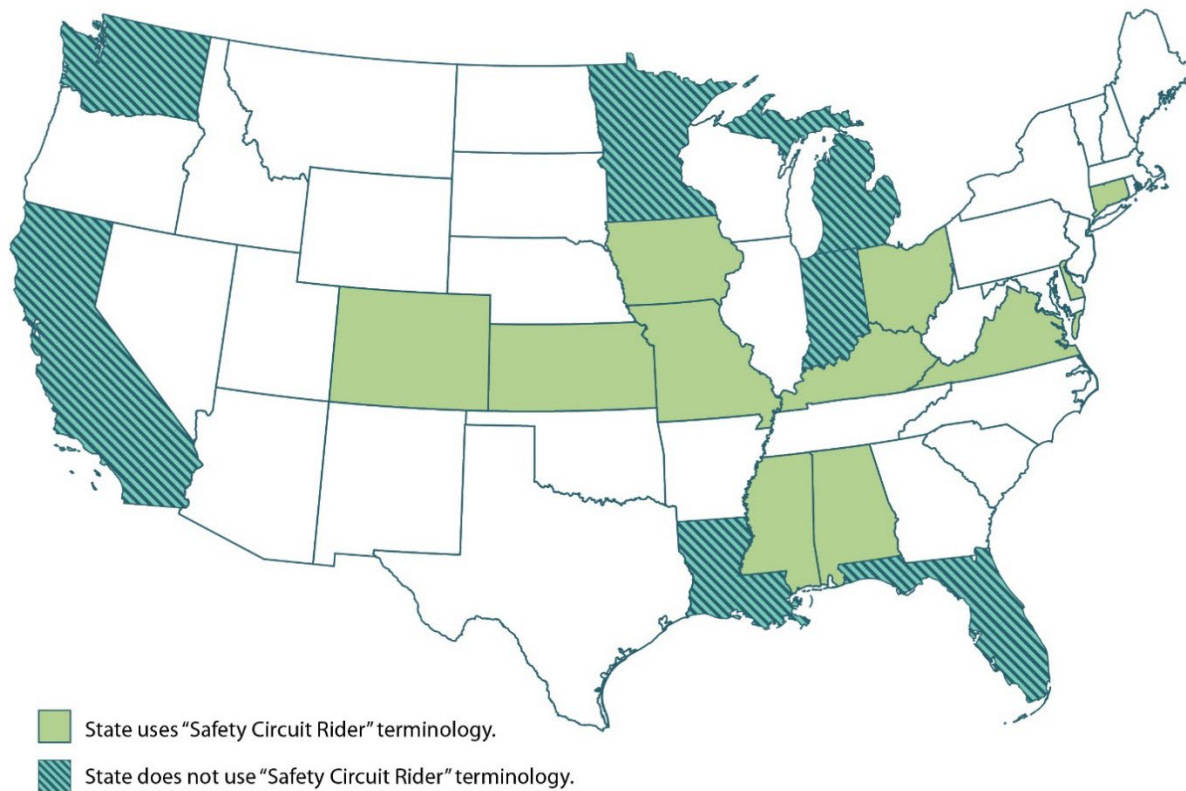 State uses “Safety Circuit Rider” terminology.
State does not use “Safety Circuit Rider” terminology.